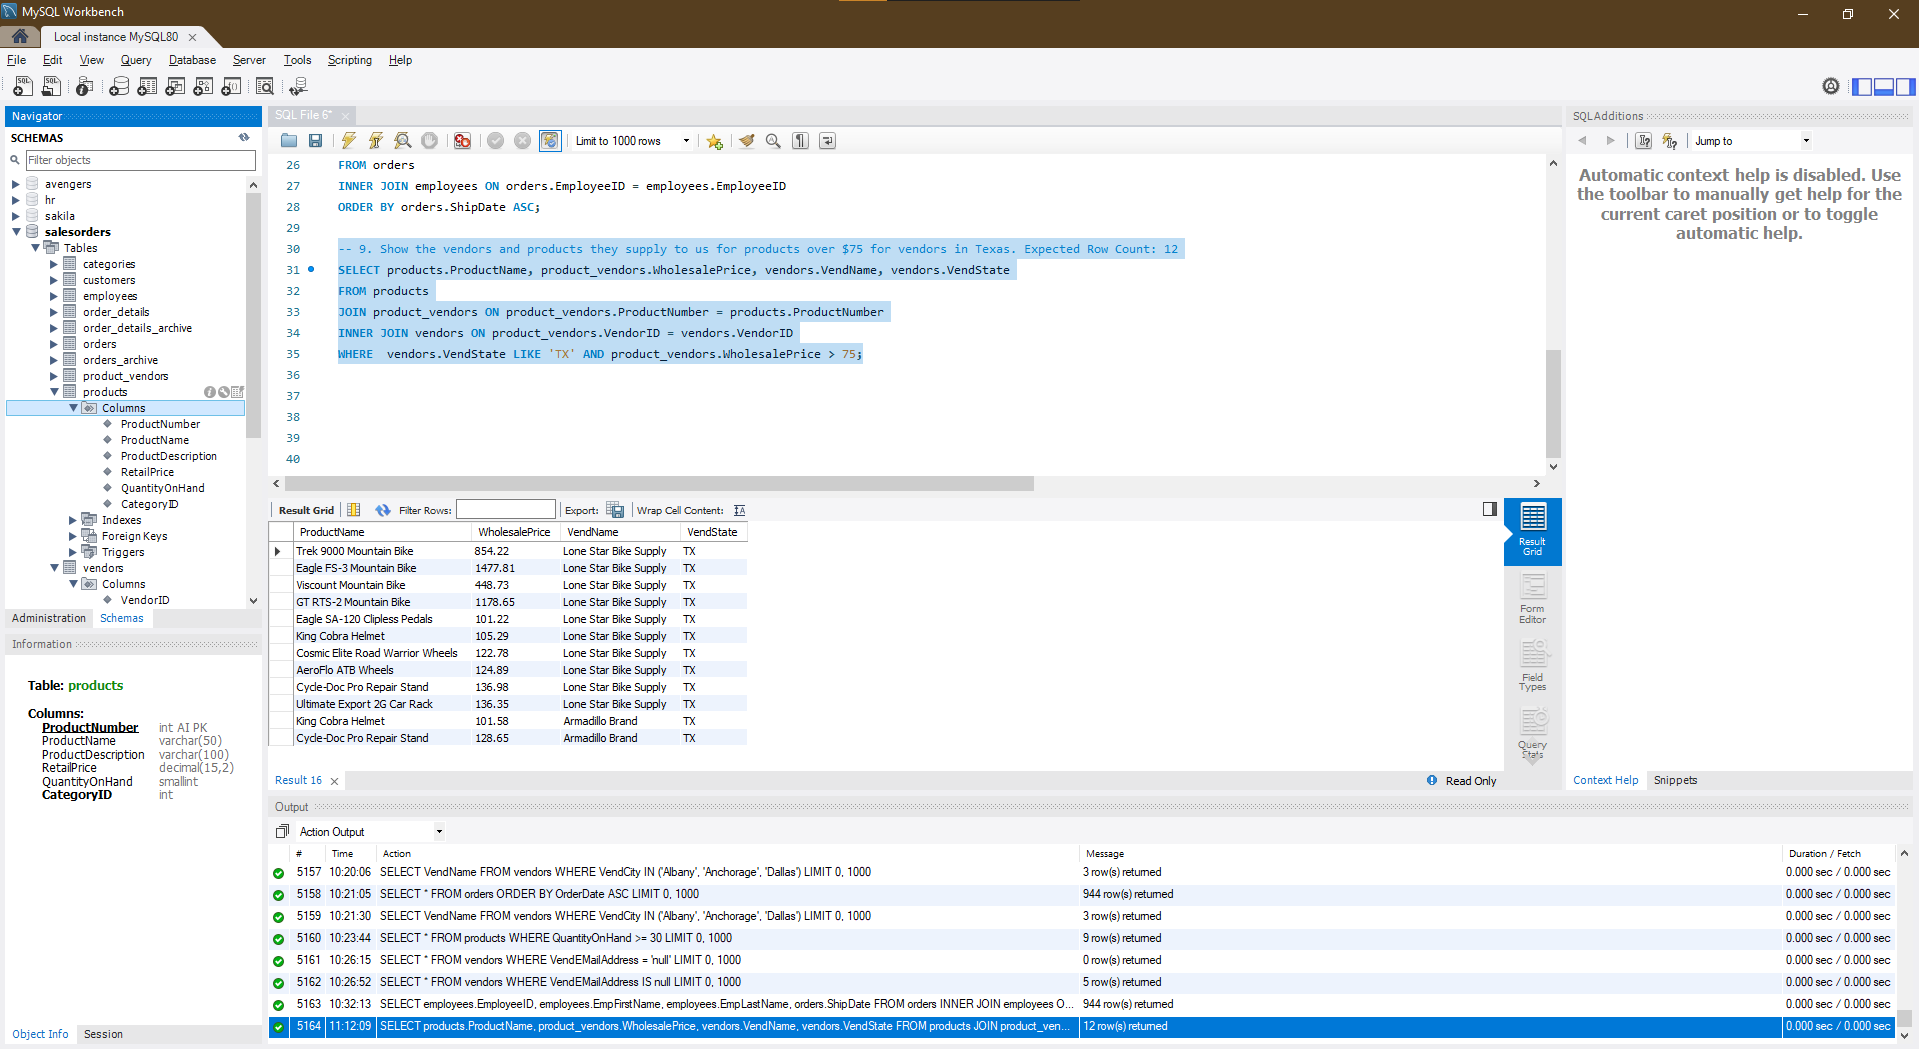 MySQL Workbench
Local instance MySQL80
File Edit View Query Database Server Tools Scripting Help
Navigator
SCHEMAS
Filter objects
avengers
hr
sakila
salesorders
Tables
categories
customers
employees
order_details
order_details_archive
orders
orders_archive
product_vendors
products
Columns
ProductNumber
ProductName
ProductDescription
RetailPrice
QuantityOnHand
CategoryID
Indexes
Foreign Keys
Triggers
vendors
Columns
VendorID
Administration Schemas
Information
Table: products
Columns:
ProductNumber int AI PK
ProductName varchar(50)
ProductDescription varchar(100)
RetailPrice decimal(15,2)
QuantityOnHand smallint
CategoryID int
Object Info Session
SQL File 6*
Limit to 1000 rows
26 FROM orders
27 INNER JOIN employees ON orders.EmployeeID = employees.EmployeeID
28 ORDER BY orders.ShipDate ASC;
29
30 -- 9. Show the vendors and products they supply to us for products over $75 for vendors in Texas. Expected Row Count: 12
31 SELECT products.ProductName, product_vendors.WholesalePrice, vendors.VendName, vendors.VendState
32 FROM products
33 JOIN product_vendors ON product_vendors.ProductNumber = products.ProductNumber
34 INNER JOIN vendors ON product_vendors.VendorID = vendors.VendorID
35 WHERE  vendors.VendState LIKE 'TX' AND product_vendors.WholesalePrice > 75;
36
37
38
39
40
Result Grid Filter Rows: Export: Wrap Cell Content:
ProductName WholesalePrice VendName VendState
Trek 9000 Mountain Bike 854.22 Lone Star Bike Supply TX
Eagle FS-3 Mountain Bike 1477.81 Lone Star Bike Supply TX
Viscount Mountain Bike 448.73 Lone Star Bike Supply TX
GT RTS-2 Mountain Bike 1178.65 Lone Star Bike Supply TX
Eagle SA-120 Clipless Pedals 101.22 Lone Star Bike Supply TX
King Cobra Helmet 105.29 Lone Star Bike Supply TX
Cosmic Elite Road Warrior Wheels 122.78 Lone Star Bike Supply TX
AeroFlo ATB Wheels 124.89 Lone Star Bike Supply TX
Cycle-Doc Pro Repair Stand 136.98 Lone Star Bike Supply TX
Ultimate Export 2G Car Rack 136.35 Lone Star Bike Supply TX
King Cobra Helmet 101.58 Armadillo Brand TX
Cycle-Doc Pro Repair Stand 128.65 Armadillo Brand TX
Result Grid
Form Editor
Field Types
Query Stats
Result 16
Read Only
Output
Action Output
# Time Action Message Duration / Fetch
5157 10:20:06 SELECT VendName FROM vendors WHERE VendCity IN ('Albany', 'Anchorage', 'Dallas') LIMIT 0, 1000 3 row(s) returned 0.000 sec / 0.000 sec
5158 10:21:05 SELECT * FROM orders ORDER BY OrderDate ASC LIMIT 0, 1000 944 row(s) returned 0.000 sec / 0.000 sec
5159 10:21:30 SELECT VendName FROM vendors WHERE VendCity IN ('Albany', 'Anchorage', 'Dallas') LIMIT 0, 1000 3 row(s) returned 0.000 sec / 0.000 sec
5160 10:23:44 SELECT * FROM products WHERE QuantityOnHand >= 30 LIMIT 0, 1000 9 row(s) returned 0.000 sec / 0.000 sec
5161 10:26:15 SELECT * FROM vendors WHERE VendEMailAddress = 'null' LIMIT 0, 1000 0 row(s) returned 0.000 sec / 0.000 sec
5162 10:26:52 SELECT * FROM vendors WHERE VendEMailAddress IS null LIMIT 0, 1000 5 row(s) returned 0.000 sec / 0.000 sec
5163 10:32:13 SELECT employees.EmployeeID, employees.EmpFirstName, employees.EmpLastName, orders.ShipDate FROM orders INNER JOIN employees O... 944 row(s) returned 0.000 sec / 0.000 sec
5164 11:12:09 SELECT products.ProductName, product_vendors.WholesalePrice, vendors.VendName, vendors.VendState FROM products JOIN product_ven... 12 row(s) returned 0.000 sec / 0.000 sec
SQLAdditions
Jump to
Automatic context help is disabled. Use
the toolbar to manually get help for the
current caret position or to toggle
automatic help.
Context Help Snippets